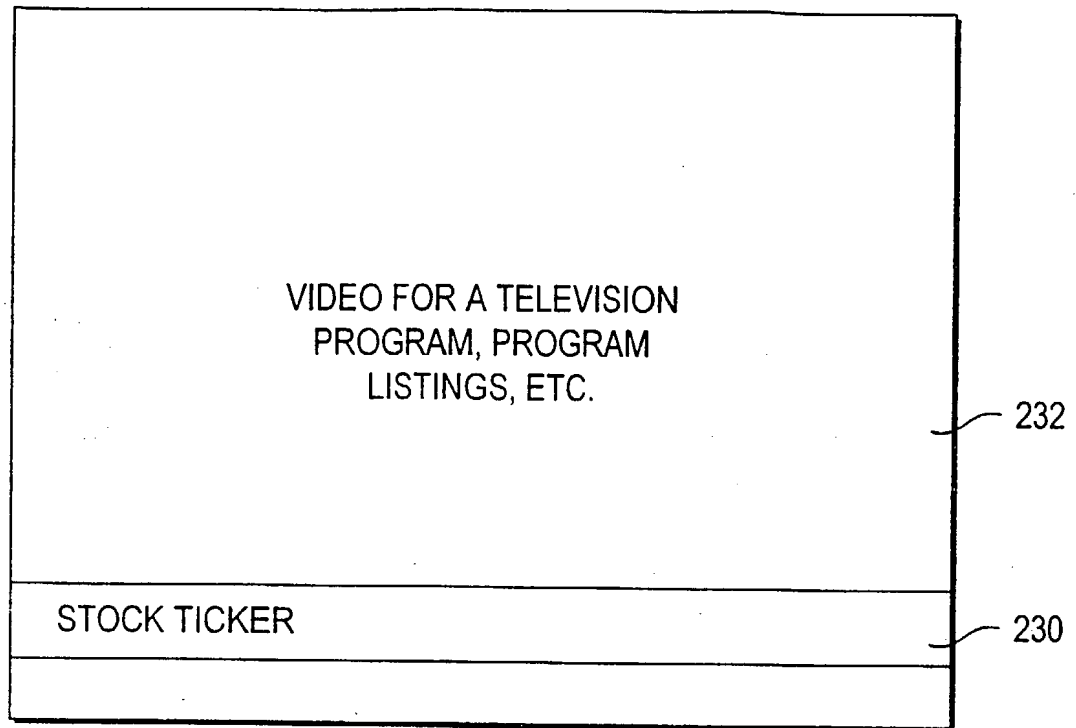 VIDEO FOR A TELEVISION
PROGRAM, PROGRAM
LISTINGS, ETC.
232
STOCK TICKER
230